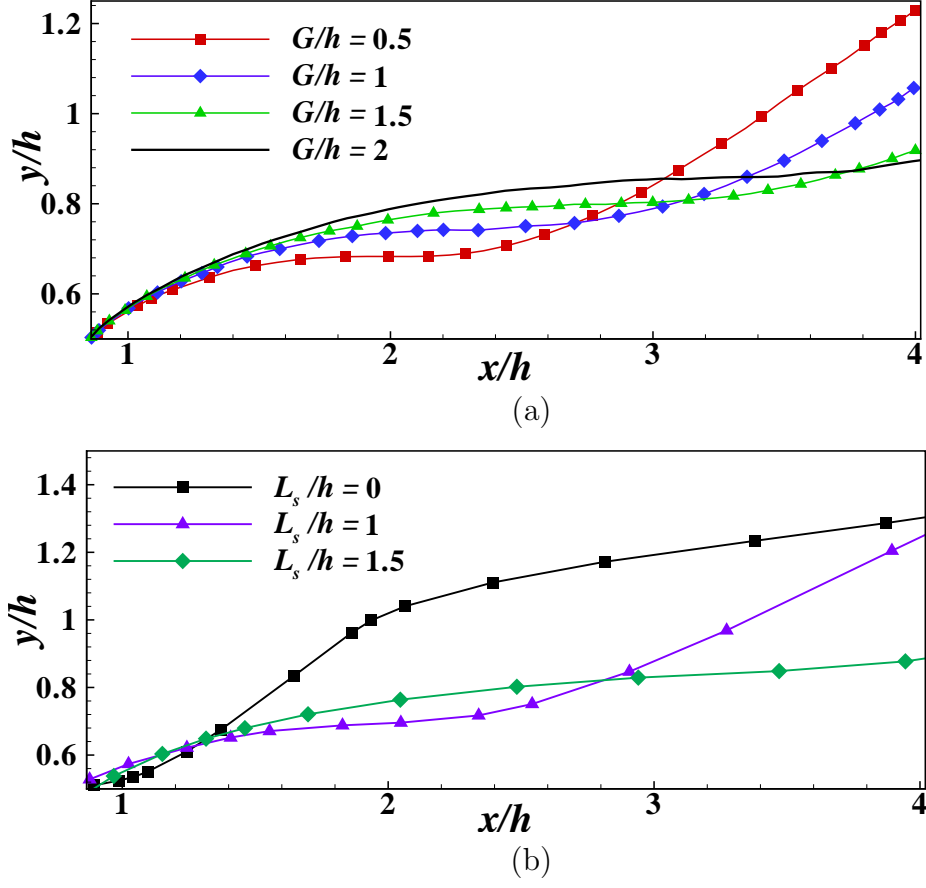 1.2
1
0.8
0.6
y/h
G/h = 0.5
G/h = 1
G/h = 1.5
G/h = 2
1 2 3 4
x/h
(a)
1.4
1.2
1
0.8
0.6
y/h
L_s/h = 0
L_s/h = 1
L_s/h = 1.5
1 2 3 4
x/h
(b)